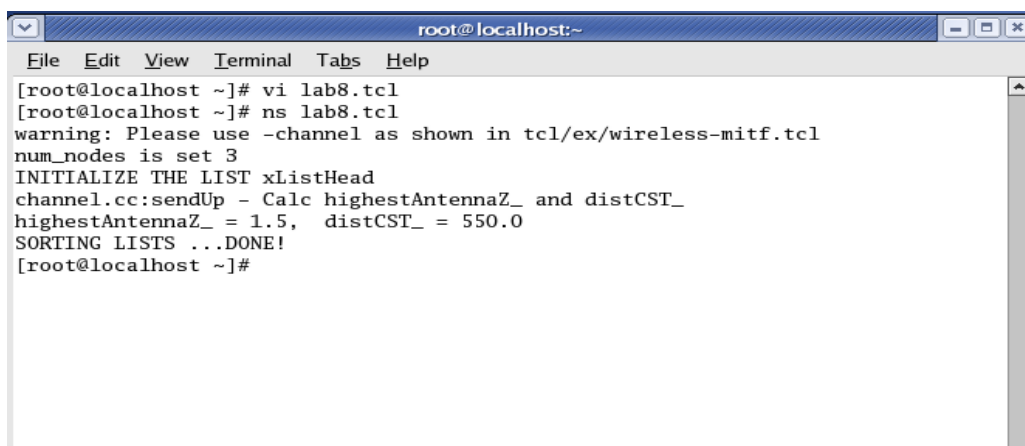 root@localhost:~
File Edit View Terminal Tabs Help
[root@localhost ~]# vi lab8.tcl
[root@localhost ~]# ns lab8.tcl
warning: Please use -channel as shown in tcl/ex/wireless-mitf.tcl
num_nodes is set 3
INITIALIZE THE LIST xListHead
channel.cc:sendUp - Calc highestAntennaZ_ and distCST_
highestAntennaZ_ = 1.5,  distCST_ = 550.0
SORTING LISTS ...DONE!
[root@localhost ~]#